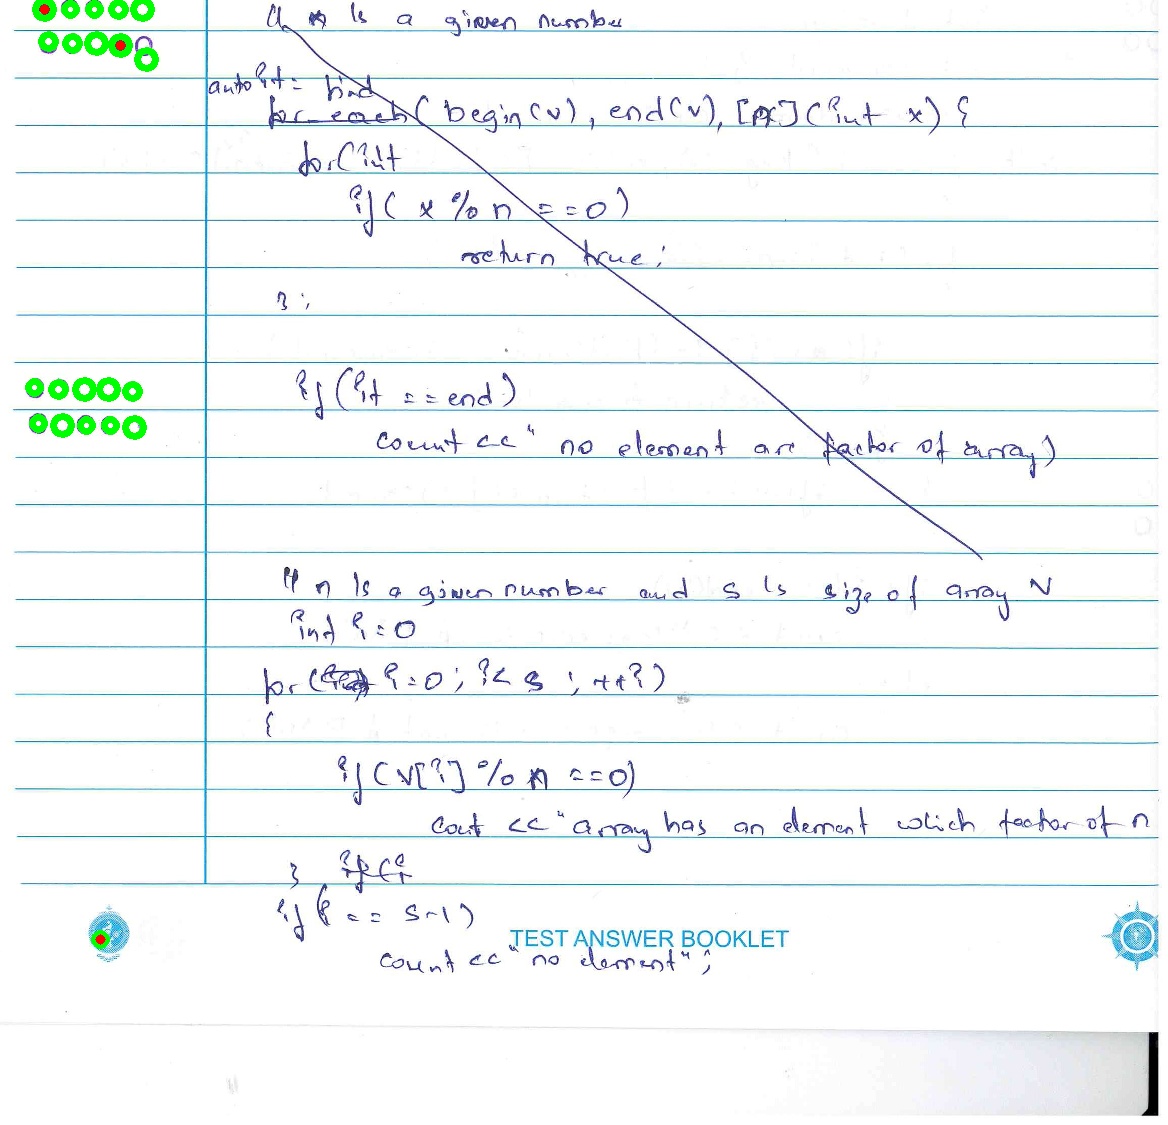 // n is a given number
auto it = find
for each ( begin(v), end(v), [n] (int x) {
for(int
if( x % n == 0)
return true;
};
if (it == end)
count << " no element are factor of array)
// n is a given number and s is size of array v
int i = 0
for ( i = 0 ; i < s ; ++i )
{
if ( v[i] % n == 0)
cout << "array has an element which factor of n
} if (i
if (i == s-1)
TEST ANSWER BOOKLET
count << "no element";